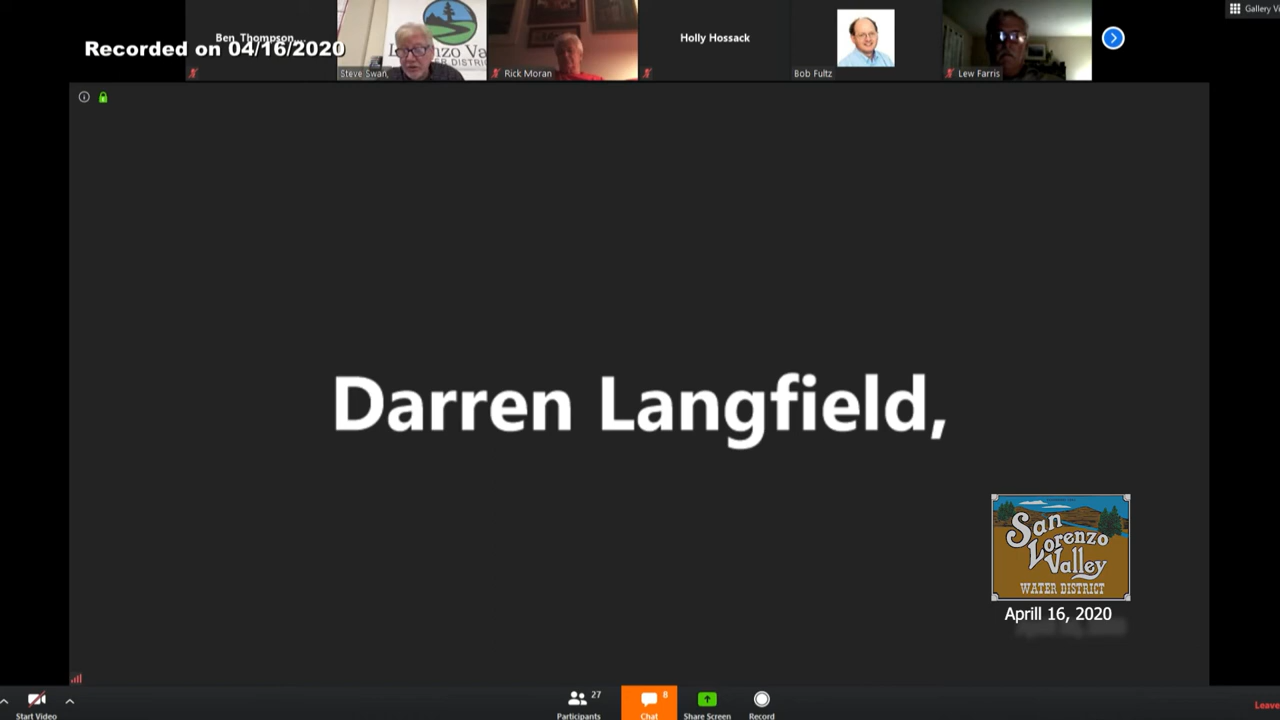 Recorded on 04/16/2020
Ben Thompson,...
Steve Swan,
Rick Moran
Holly Hossack
Bob Fultz
Lew Farris
Gallery Vi
Darren Langfield,
San
Lorenzo
Valley
WATER DISTRICT
Aprill 16, 2020
Start Video
27
Participants
8
Chat
Share Screen
Record
Leave